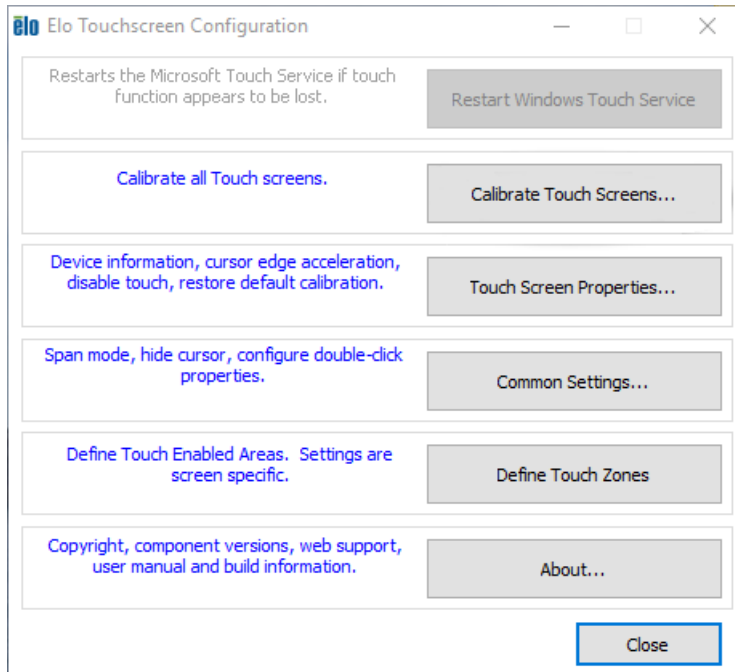 elo Elo Touchscreen Configuration
Restarts the Microsoft Touch Service if touch
function appears to be lost.
Restart Windows Touch Service
Calibrate all Touch screens.
Calibrate Touch Screens...
Device information, cursor edge acceleration,
disable touch, restore default calibration.
Touch Screen Properties...
Span mode, hide cursor, configure double-click
properties.
Common Settings...
Define Touch Enabled Areas.  Settings are
screen specific.
Define Touch Zones
Copyright, component versions, web support,
user manual and build information.
About...
Close